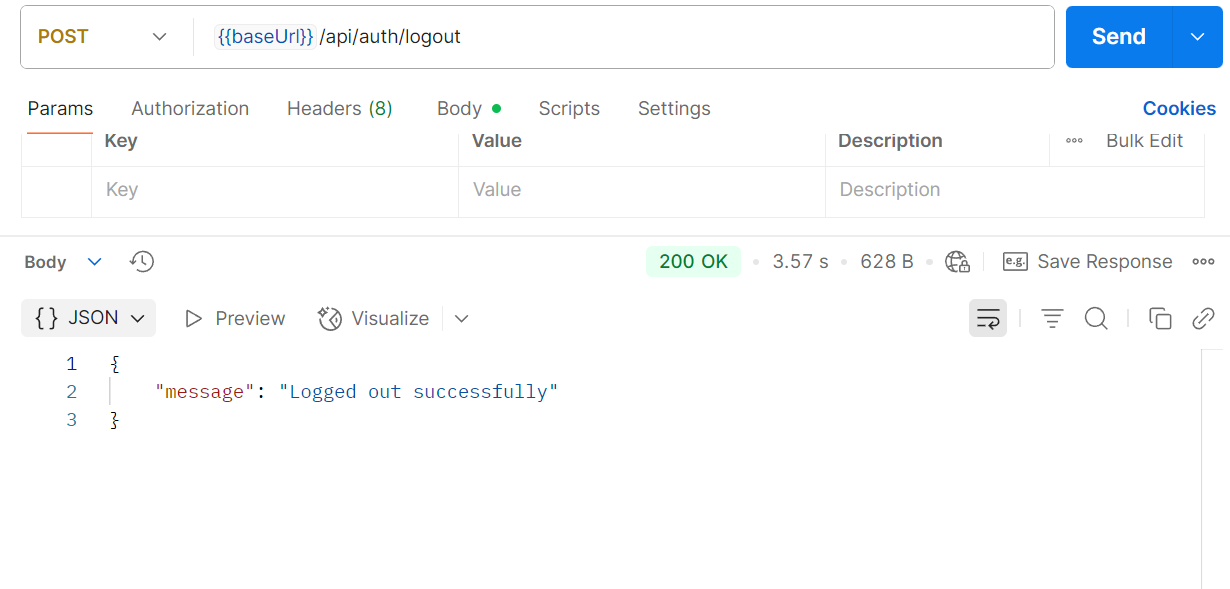 POST {{baseUrl}} /api/auth/logout Send
Params Authorization Headers (8) Body Scripts Settings Cookies
Key Value Description Bulk Edit
Key Value Description
Body 200 OK 3.57 s 628 B e.g. Save Response
{} JSON Preview Visualize
1 {
2 "message": "Logged out successfully"
3 }